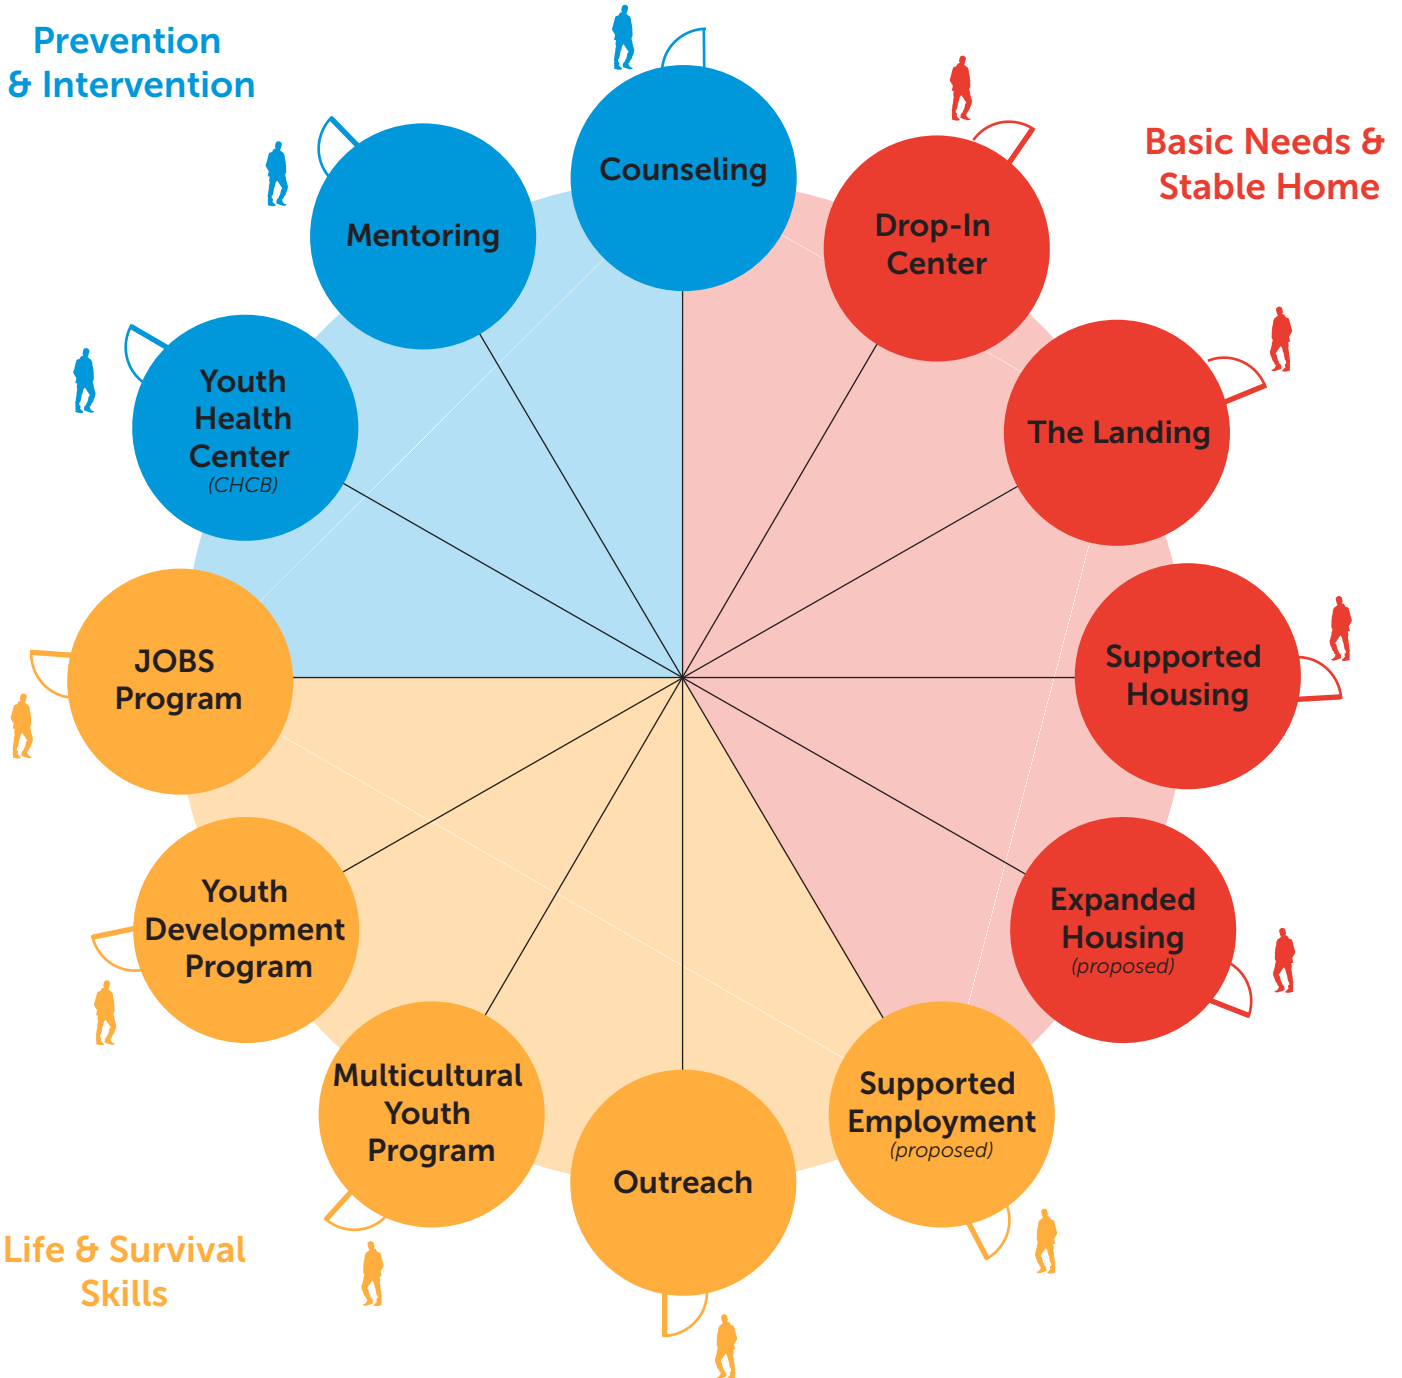 Prevention
& Intervention
Basic Needs &
Stable Home
Counseling
Drop-In
Center
The Landing
Supported
Housing
Expanded
Housing
(proposed)
Supported
Employment
(proposed)
Outreach
Multicultural
Youth
Program
Youth
Development
Program
JOBS
Program
Youth
Health
Center
(CHCB)
Mentoring
Life & Survival
Skills